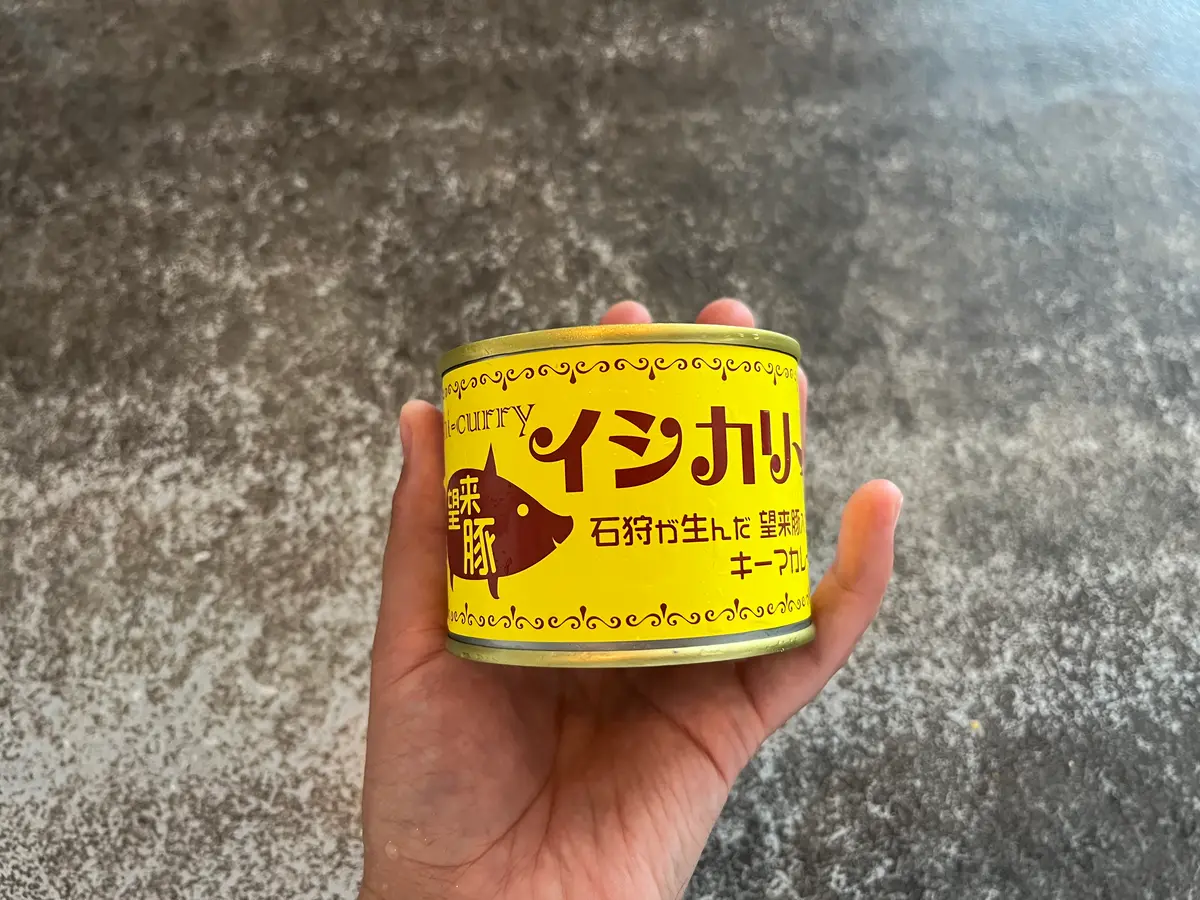 イシカリ
望来
豚
石狩が生んだ 望来豚
キーマカレ